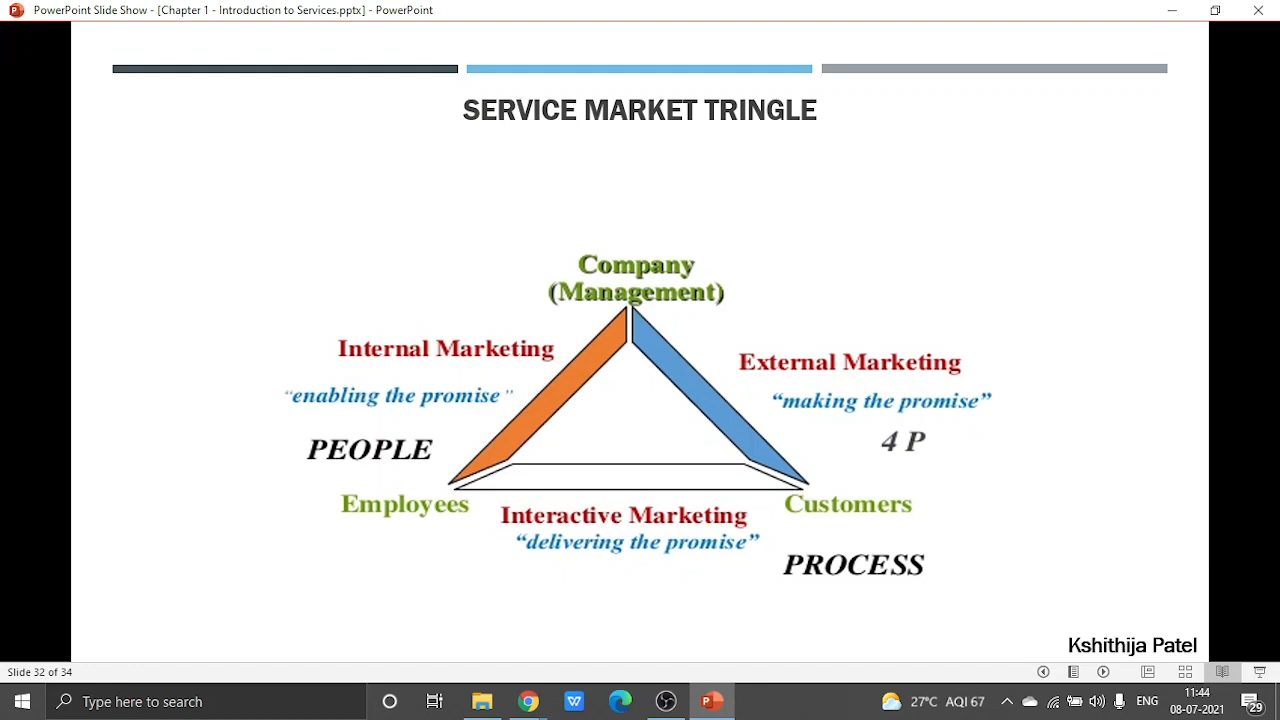 PowerPoint Slide Show - [Chapter 1 - Introduction to Services.pptx] - PowerPoint
SERVICE MARKET TRINGLE
Company
(Management)
Internal Marketing
External Marketing
“enabling the promise”
“making the promise”
4 P
PEOPLE
Employees
Customers
Interactive Marketing
“delivering the promise”
PROCESS
Kshithija Patel
Slide 32 of 34
Type here to search
27°C AQI 67
ENG
11:44
08-07-2021
29